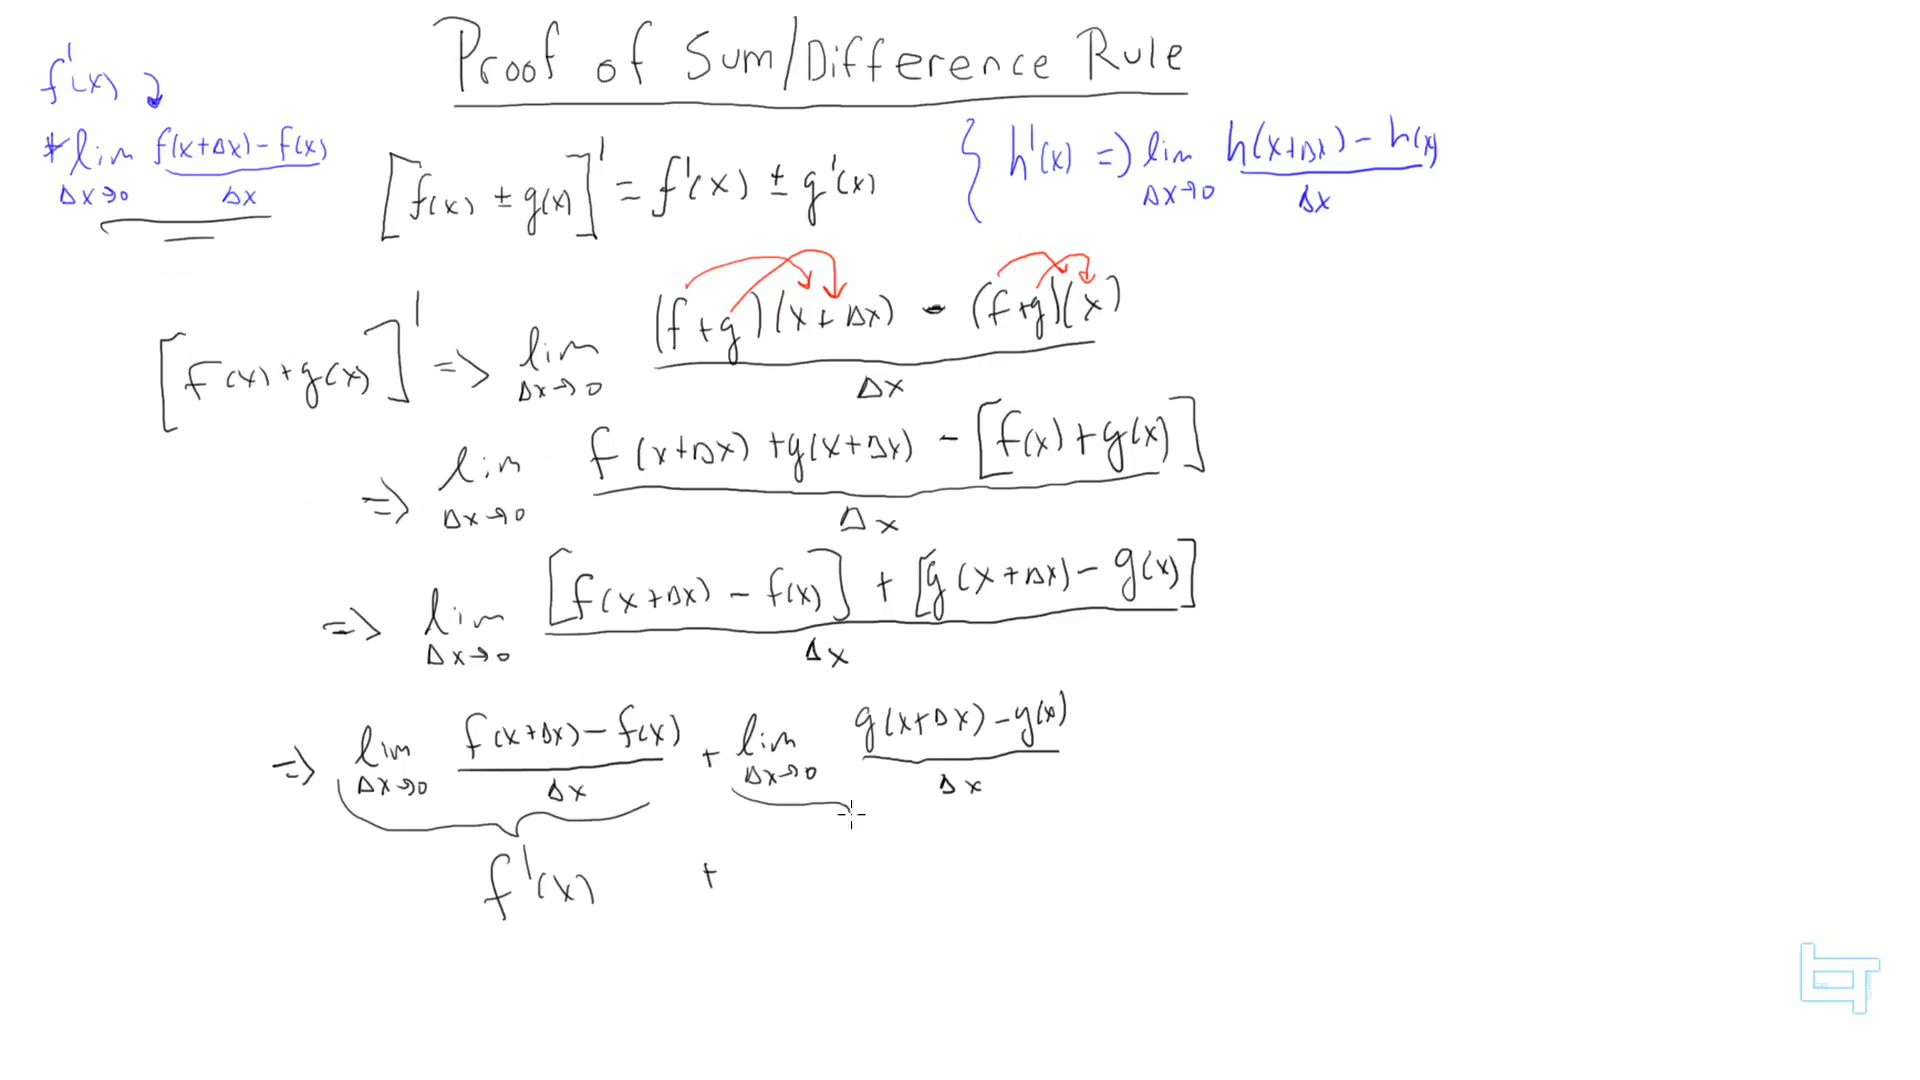 Proof of Sum/Difference Rule
f'(x)
* lim Δx→0 f(x+Δx) - f(x) / Δx
[f(x) ± g(x)]' = f'(x) ± g'(x)
{ h'(x) => lim Δx→0 h(x+Δx) - h(x) / Δx
[f(x)+g(x)]' => lim Δx→0 (f+g)(x+Δx) - (f+g)(x) / Δx
=> lim Δx→0 f(x+Δx) + g(x+Δx) - [f(x)+g(x)] / Δx
=> lim Δx→0 [f(x+Δx) - f(x)] + [g(x+Δx) - g(x)] / Δx
=> lim Δx→0 f(x+Δx) - f(x) / Δx + lim Δx→0 g(x+Δx) - g(x) / Δx
f'(x) +